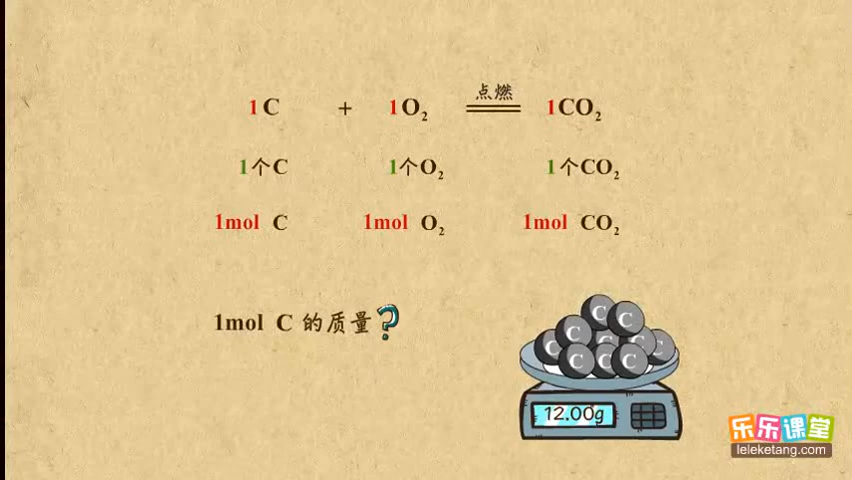 点燃
1C + 1O₂ ═ 1CO₂
1个C 1个O₂ 1个CO₂
1mol C 1mol O₂ 1mol CO₂
1mol C 的质量?
C C C C C C C C C C
12.00g
乐乐课堂
leleketang.com